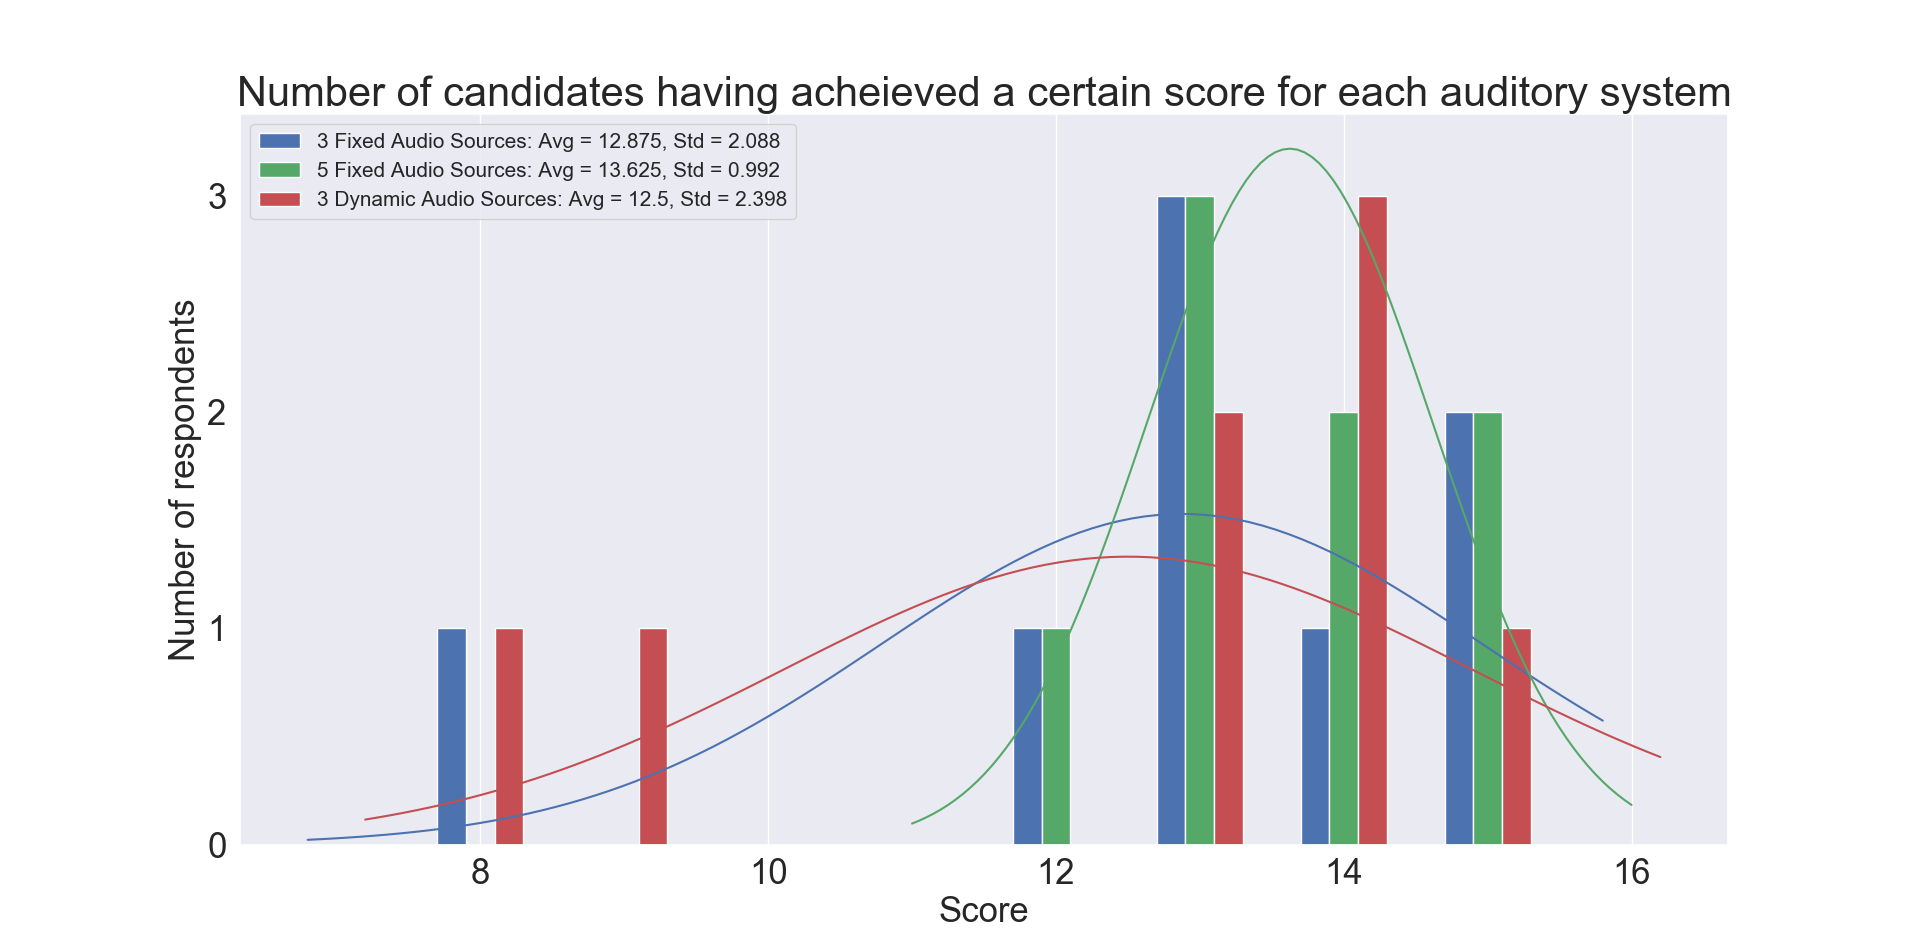 Number of candidates having acheieved a certain score for each auditory system
3 Fixed Audio Sources: Avg = 12.875, Std = 2.088
5 Fixed Audio Sources: Avg = 13.625, Std = 0.992
3 Dynamic Audio Sources: Avg = 12.5, Std = 2.398
Number of respondents
3
2
1
0
8 10 12 14 16
Score